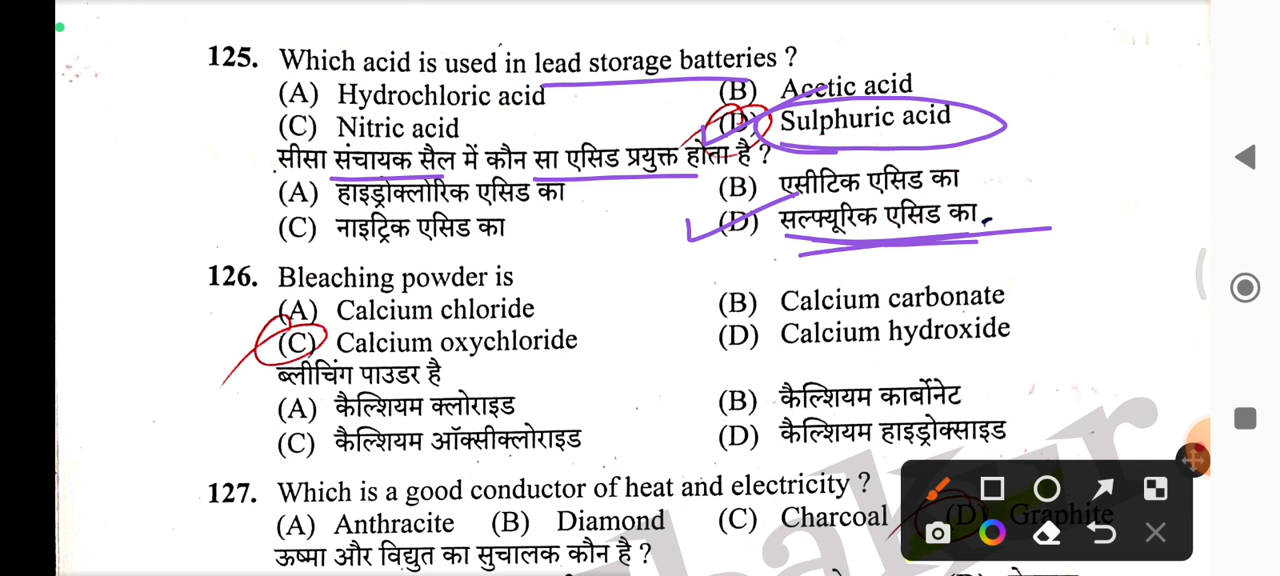 125. Which acid is used in lead storage batteries ?
(A) Hydrochloric acid (B) Acetic acid
(C) Nitric acid (D) Sulphuric acid
सीसा संचायक सैल में कौन सा एसिड प्रयुक्त होता है ?
(A) हाइड्रोक्लोरिक एसिड का (B) एसीटिक एसिड का
(C) नाइट्रिक एसिड का (D) सल्फ्यूरिक एसिड का
126. Bleaching powder is
(A) Calcium chloride (B) Calcium carbonate
(C) Calcium oxychloride (D) Calcium hydroxide
ब्लीचिंग पाउडर है
(A) कैल्शियम क्लोराइड (B) कैल्शियम कार्बोनेट
(C) कैल्शियम ऑक्सीक्लोराइड (D) कैल्शियम हाइड्रोक्साइड
127. Which is a good conductor of heat and electricity ?
(A) Anthracite (B) Diamond (C) Charcoal (D) Graphite
ऊष्मा और विद्युत का सुचालक कौन है ?